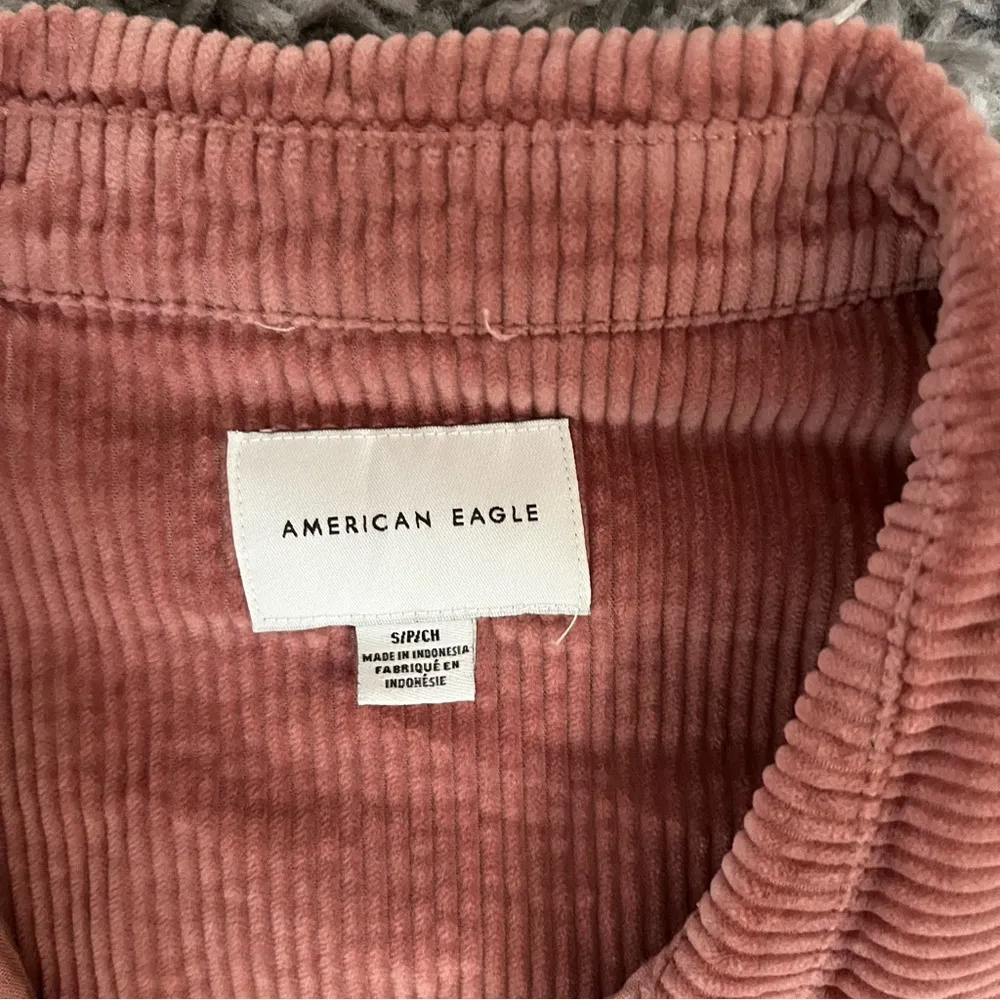 AMERICAN EAGLE
S/P/CH
MADE IN INDONESIA
FABRIQUÉ EN
INDONÉSIE